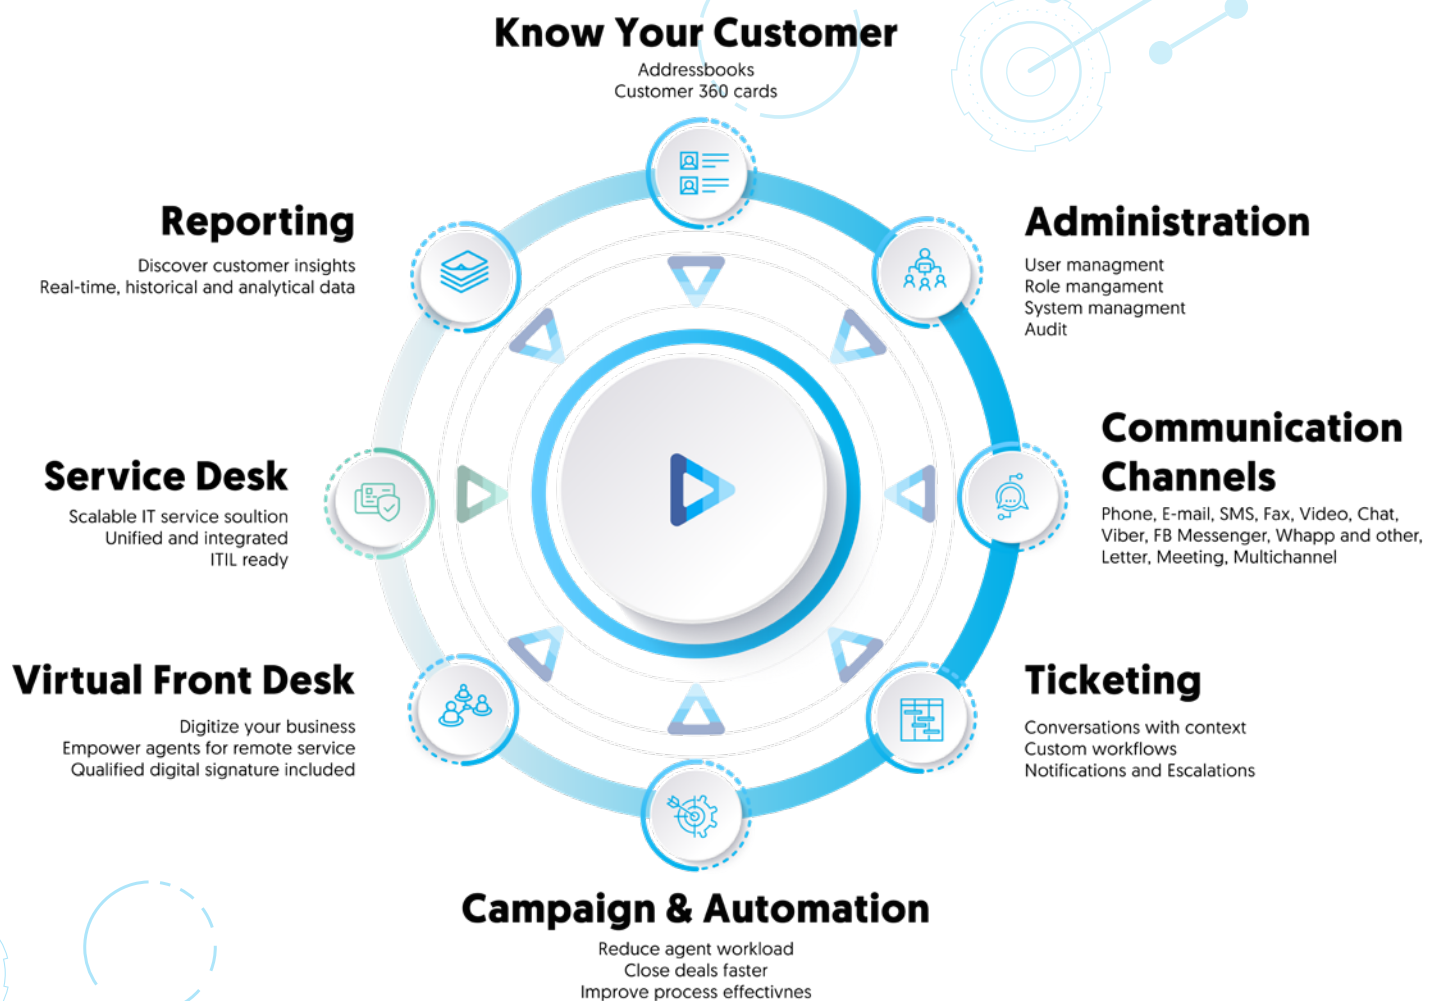 Know Your Customer
Addressbooks
Customer 360 cards
Reporting
Discover customer insights
Real-time, historical and analytical data
Administration
User managment
Role mangament
System managment
Audit
Service Desk
Scalable IT service soultion
Unified and integrated
ITIL ready
Communication
Channels
Phone, E-mail, SMS, Fax, Video, Chat,
Viber, FB Messenger, Whapp and other,
Letter, Meeting, Multichannel
Virtual Front Desk
Digitize your business
Empower agents for remote service
Qualified digital signature included
Ticketing
Conversations with context
Custom workflows
Notifications and Escalations
Campaign & Automation
Reduce agent workload
Close deals faster
Improve process effectivnes